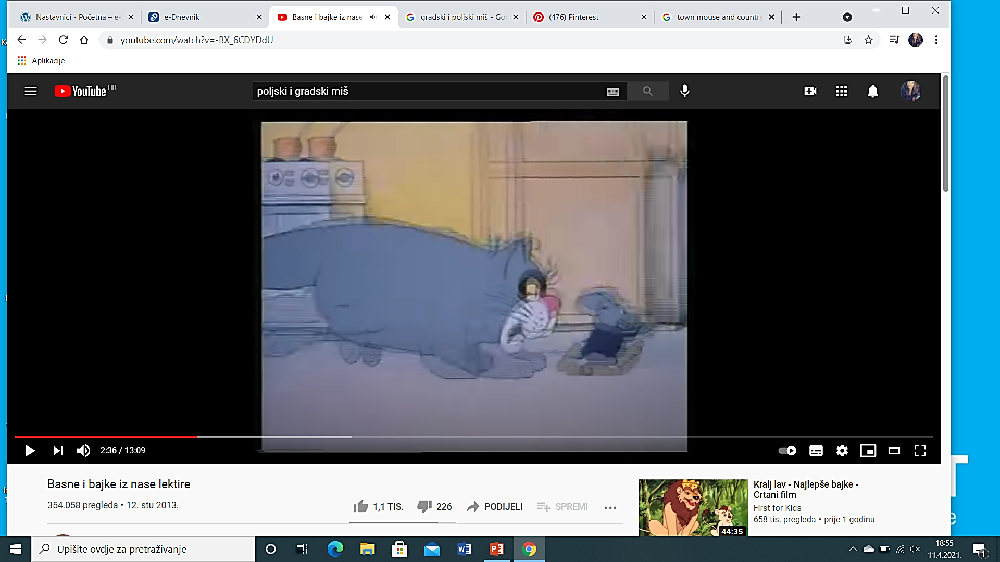 Nastavnici - Početna – e-
e-Dnevnik
Basne i bajke iz nase
gradski i poljski miš - Goo
(476) Pinterest
town mouse and country
youtube.com/watch?v=-BX_6CDYDdU
Aplikacije
YouTube HR
poljski i gradski miš
2:36 / 13:09
Basne i bajke iz nase lektire
354.058 pregleda • 12. stu 2013.
1,1 TIS.
226
PODIJELI
SPREMI
Kralj lav - Najlepše bajke -
Crtani film
First for Kids
658 tis. pregleda • prije 1 godinu
44:35
Upišite ovdje za pretraživanje
18:55
11.4.2021.
1